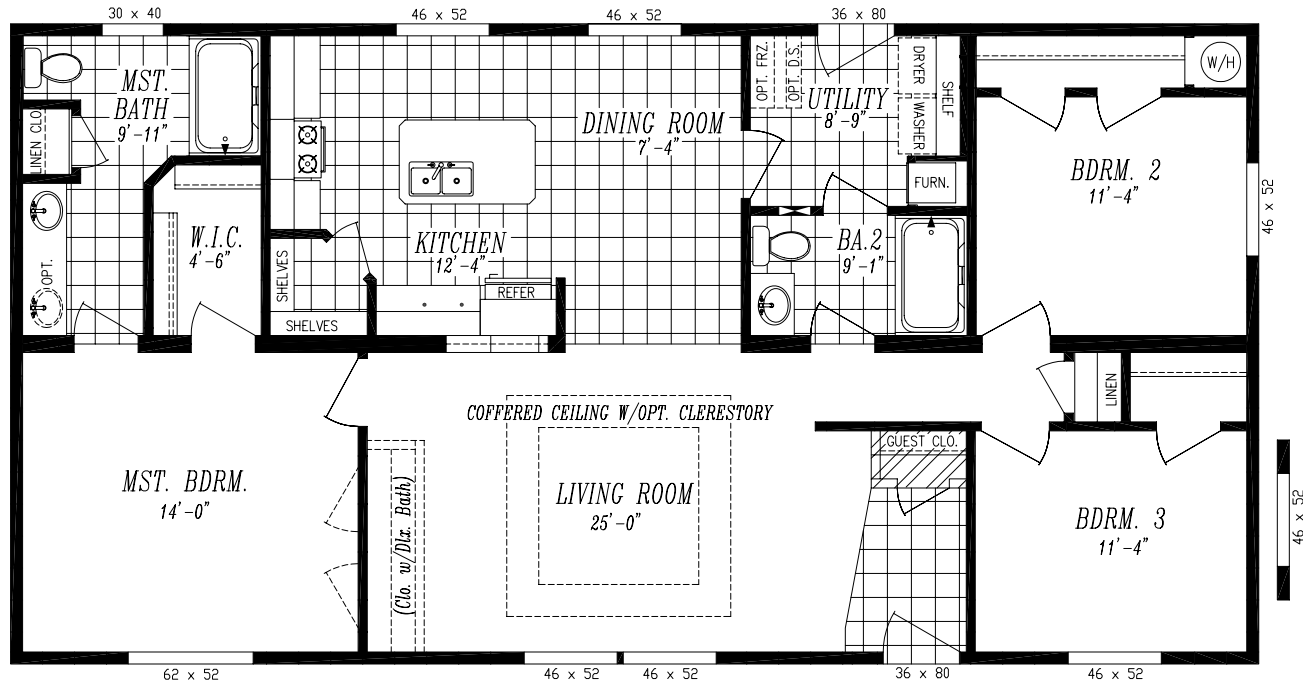 30 x 40
46 x 52
46 x 52
36 x 80
MST.
BATH
9'-11"
LINEN CLO.
OPT.
W.I.C.
4'-6"
SHELVES
SHELVES
KITCHEN
12'-4"
REFER
DINING ROOM
7'-4"
OPT. FRZ.
OPT. D.S.
UTILITY
8'-9"
DRYER
WASHER
SHELF
FURN.
W/H
BA.2
9'-1"
BDRM. 2
11'-4"
46 x 52
LINEN
COFFERED CEILING W/OPT. CLERESTORY
GUEST CLO.
MST. BDRM.
14'-0"
(Clo. w/Dlx. Bath)
LIVING ROOM
25'-0"
BDRM. 3
11'-4"
46 x 52
62 x 52
46 x 52
46 x 52
36 x 80
46 x 52